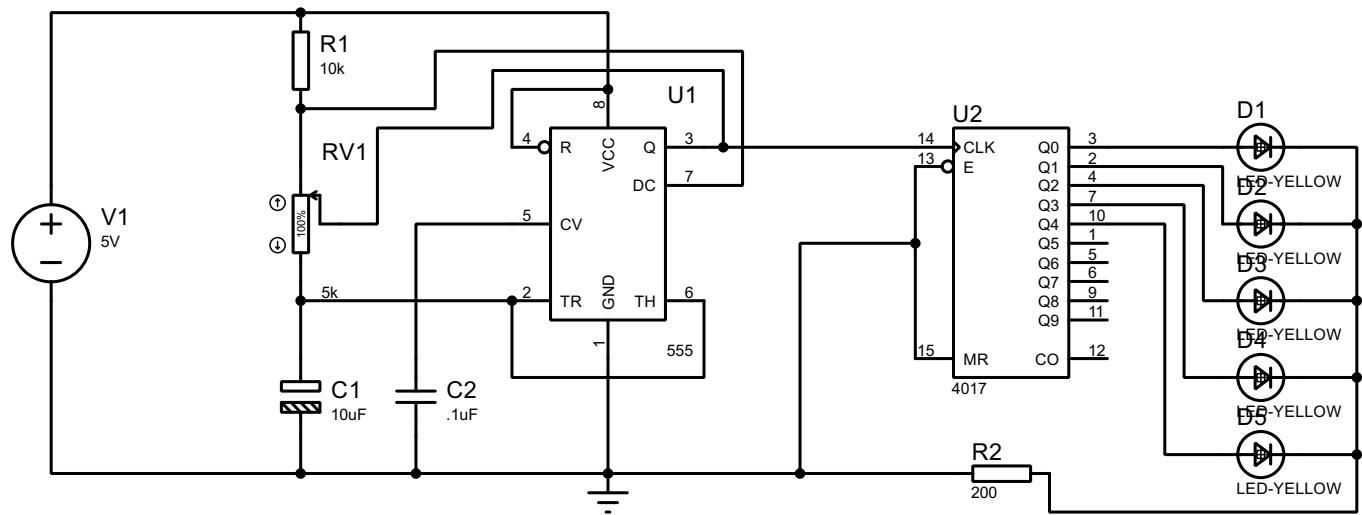 R1
10k
RV1
100%
5k
V1
5V
C1
10uF
C2
.1uF
U1
8
4
R
VCC
Q
3
DC
7
5
CV
2
TR
GND
TH
6
1
555
U2
14
CLK
13
E
15
MR
4017
Q0
3
Q1
2
Q2
4
Q3
7
Q4
10
Q5
1
Q6
5
Q7
6
Q8
9
Q9
11
CO
12
R2
200
D1
LED-YELLOW
D2
LED-YELLOW
D3
LED-YELLOW
D4
LED-YELLOW
D5
LED-YELLOW